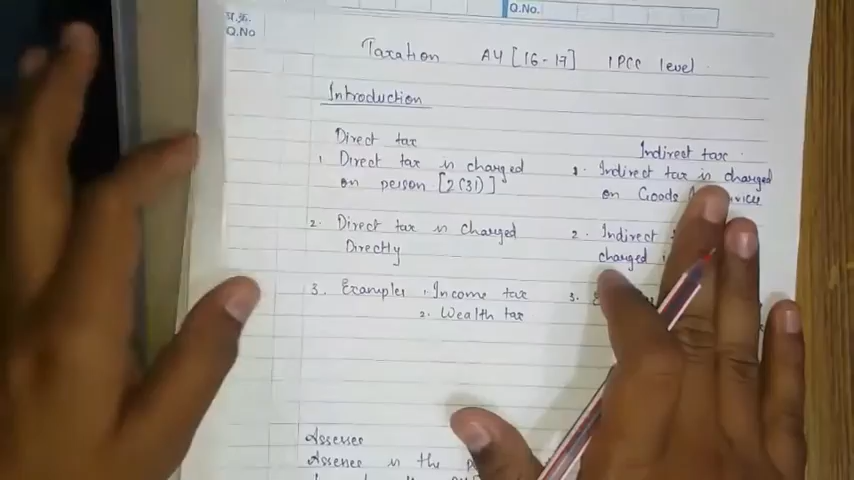 प्र.क्र.
Q.No
Q.No.
Taxation AY [16-17] IPCC level
Introduction
Direct tax
Indirect tax
1. Direct tax is charged
on person [2(31)]
1. Indirect tax is charged
on Goods
2. Direct tax is charged
Directly
2. Indirect
charged
3. Examples 1. Income tax
2. Wealth tax
3.
Assessee
Assessee in the